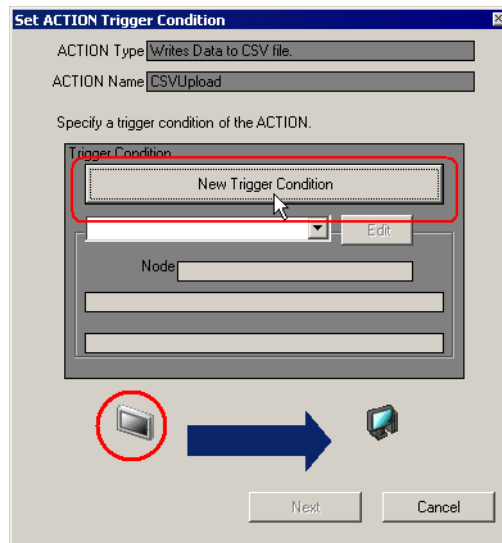 Set ACTION Trigger Condition
ACTION Type Writes Data to CSV file.
ACTION Name CSVUpload
Specify a trigger condition of the ACTION.
Trigger Condition
New Trigger Condition
Edit
Node
Next Cancel